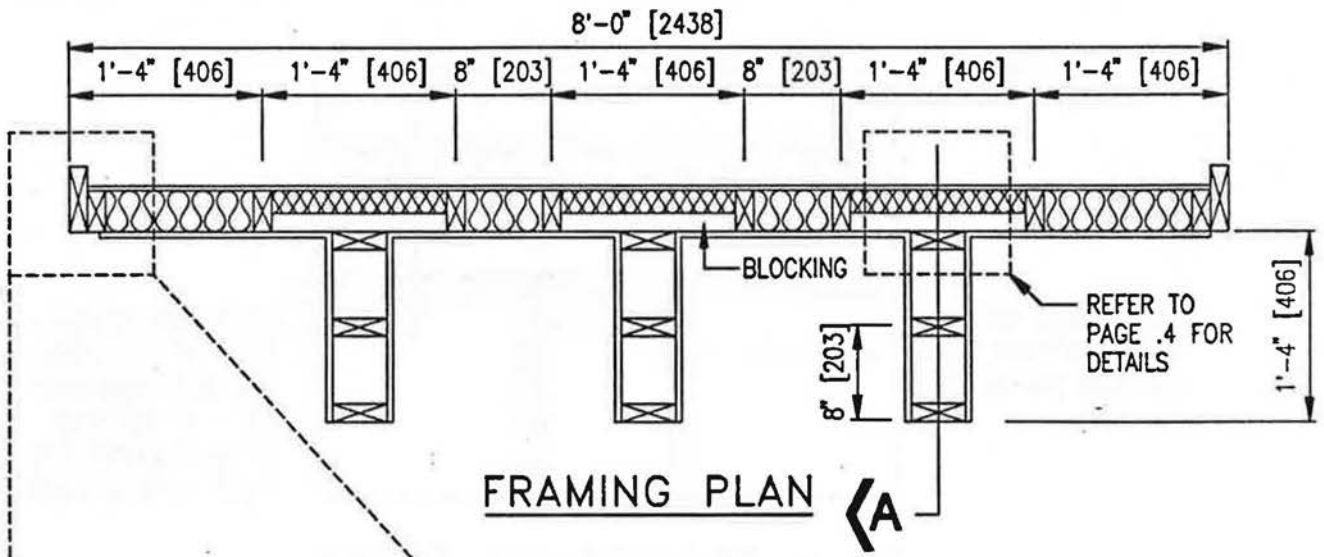 8'-0" [2438]
1'-4" [406] 1'-4" [406] 8" [203] 1'-4" [406] 8" [203] 1'-4" [406] 1'-4" [406]
BLOCKING
REFER TO
PAGE .4 FOR
DETAILS
8" [203]
1'-4" [406]
FRAMING PLAN
A